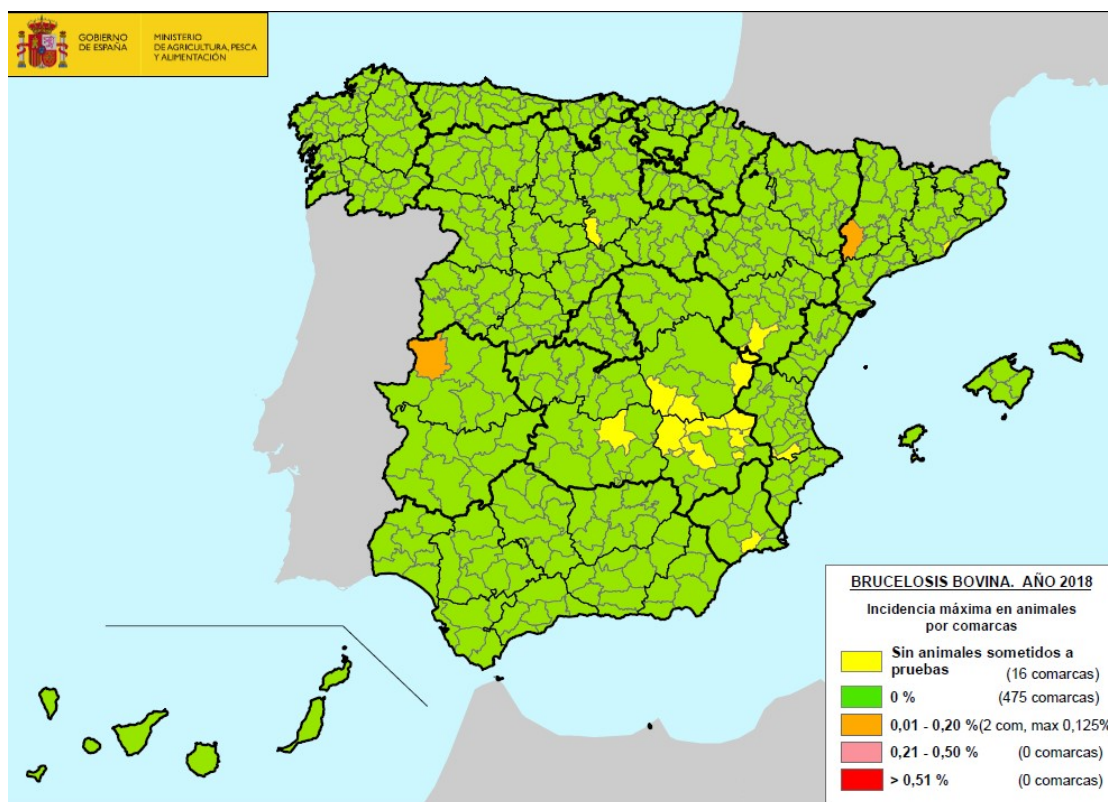 GOBIERNO
DE ESPAÑA
MINISTERIO
DE AGRICULTURA, PESCA
Y ALIMENTACIÓN
BRUCELOSIS BOVINA. AÑO 2018
Incidencia máxima en animales
por comarcas
Sin animales sometidos a
pruebas (16 comarcas)
0 % (475 comarcas)
0,01 - 0,20 %(2 com, max 0,125%
0,21 - 0,50 % (0 comarcas)
> 0,51 % (0 comarcas)